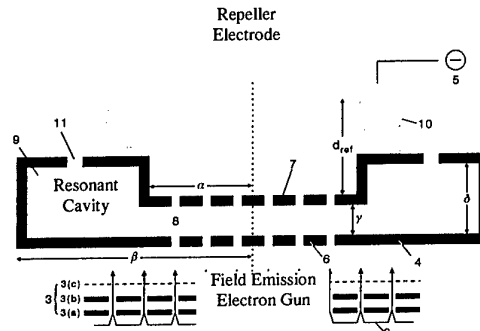 Repeller
Electrode
5
10
dref
11
9
Resonant
Cavity
α
7
γ
δ
8
β
6
4
Field Emission
Electron Gun
3
3(c)
3(b)
3(a)